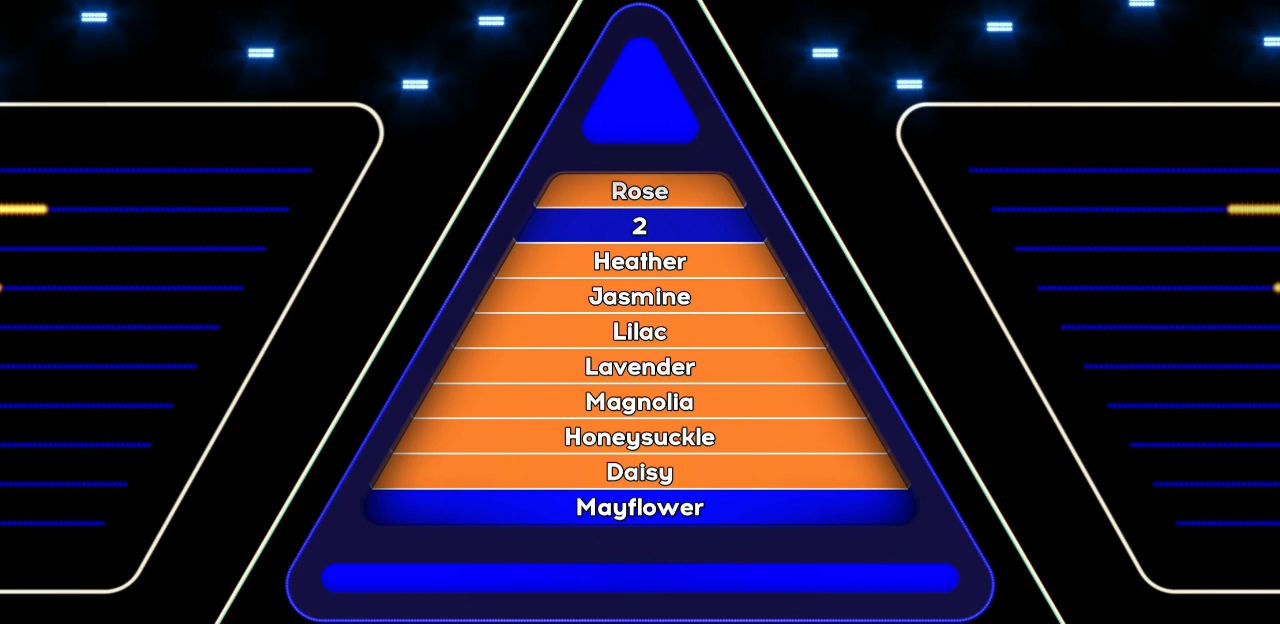 Rose
2
Heather
Jasmine
Lilac
Lavender
Magnolia
Honeysuckle
Daisy
Mayflower